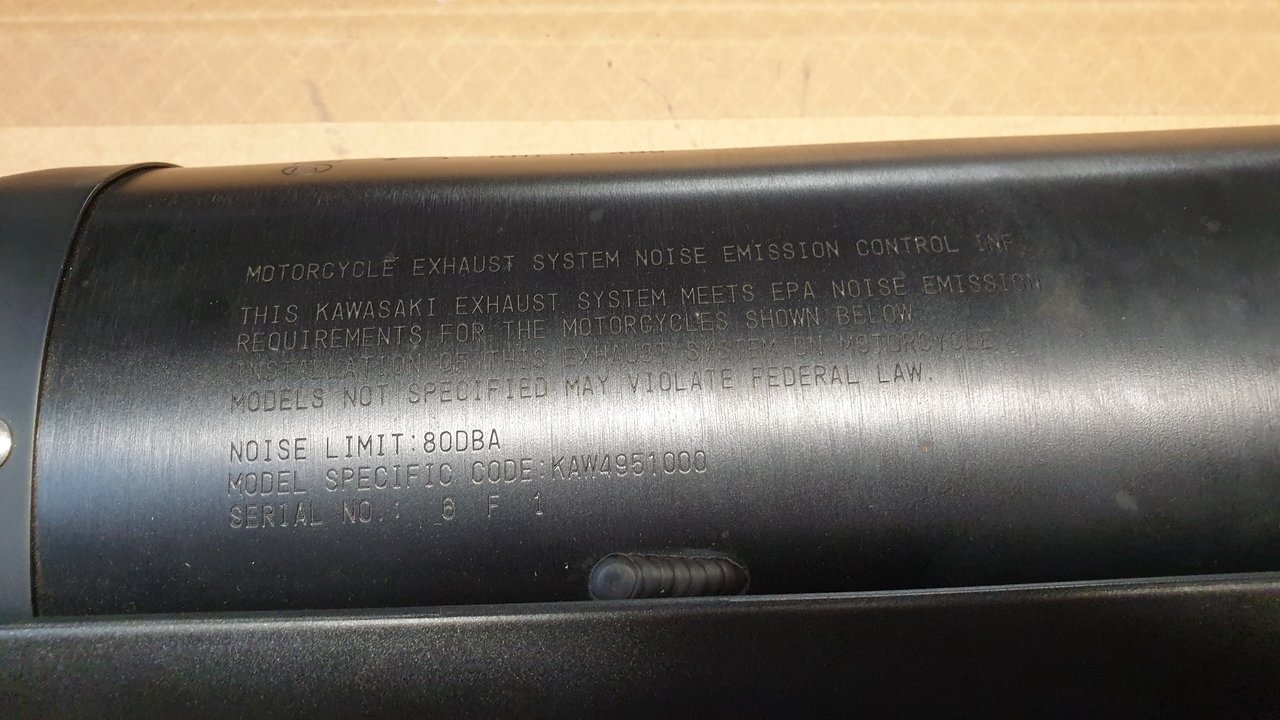 MOTORCYCLE EXHAUST SYSTEM NOISE EMISSION CONTROL INF
THIS KAWASAKI EXHAUST SYSTEM MEETS EPA NOISE EMISSION
REQUIREMENTS FOR THE MOTORCYCLES SHOWN BELOW.
INSTALLATION OF THIS EXHAUST SYSTEM ON MOTORCYCLE
MODELS NOT SPECIFIED MAY VIOLATE FEDERAL LAW.
NOISE LIMIT:80DBA
MODEL SPECIFIC CODE:KAW4951000
SERIAL NO.: 6 F 1